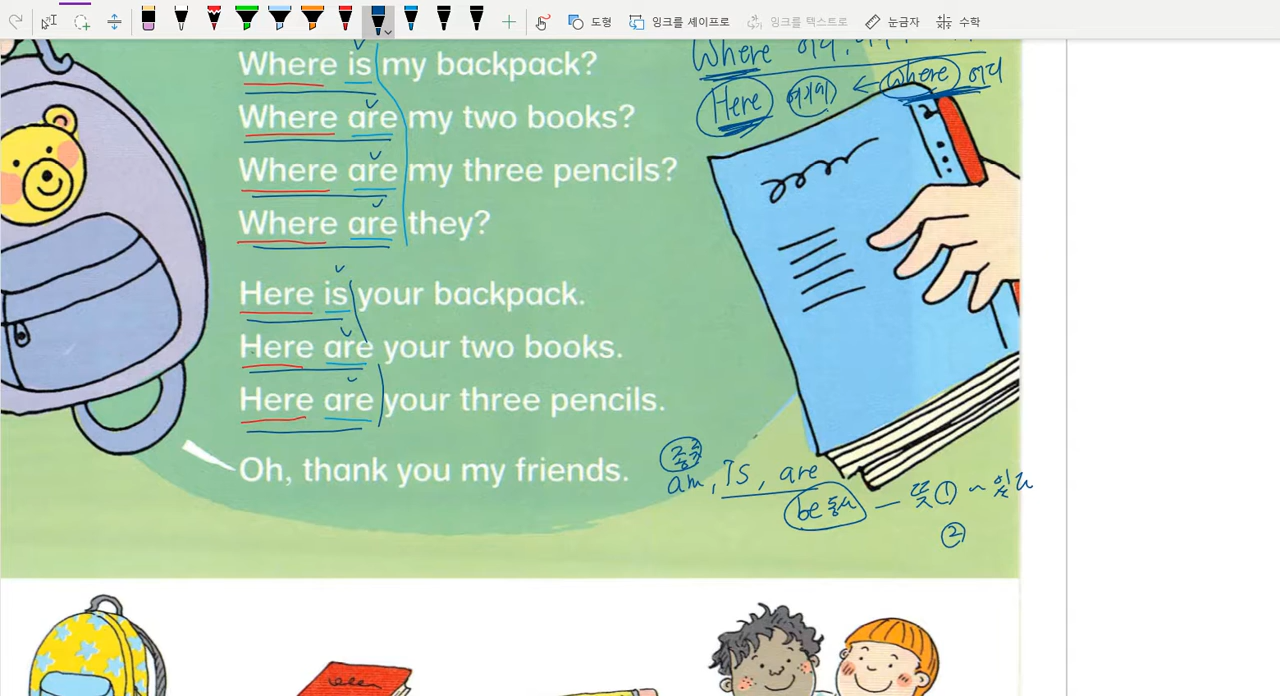 도형
잉크를 셰이프로
잉크를 텍스트로
눈금자
수학
Where is my backpack?
Where are my two books?
Where are my three pencils?
Where are they?
Here is your backpack.
Here are your two books.
Here are your three pencils.
Oh, thank you my friends.
Where 어디,
Here 여기에 ← where 어디
종류
am, is, are
be동사 — 뜻 ① ~ 있다
②